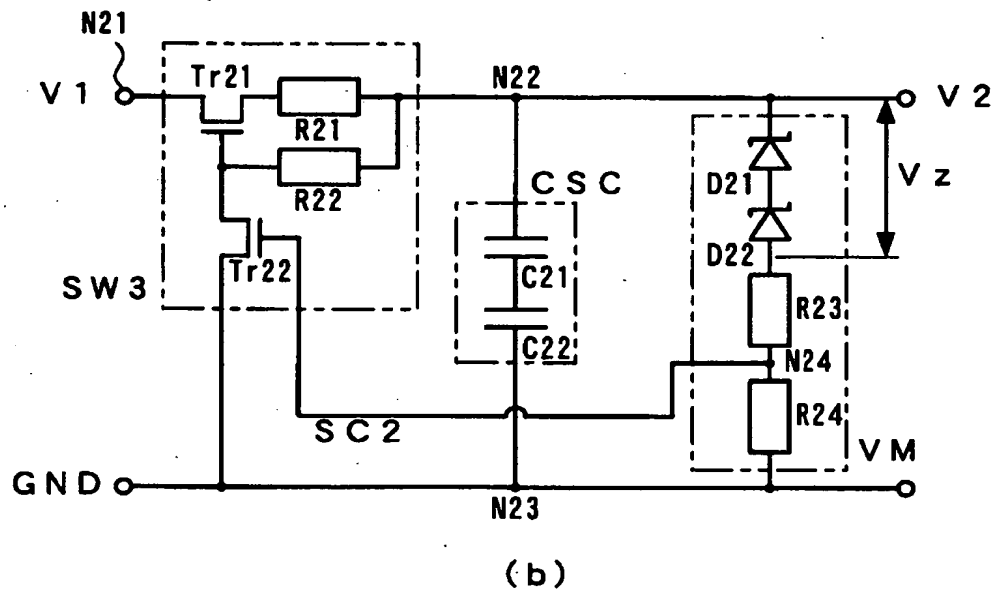 N21
V1
Tr21
R21
N22
V2
R22
CSC
D21
Vz
D22
Tr22
SW3
C21
C22
R23
N24
R24
SC2
VM
GND
N23
(b)